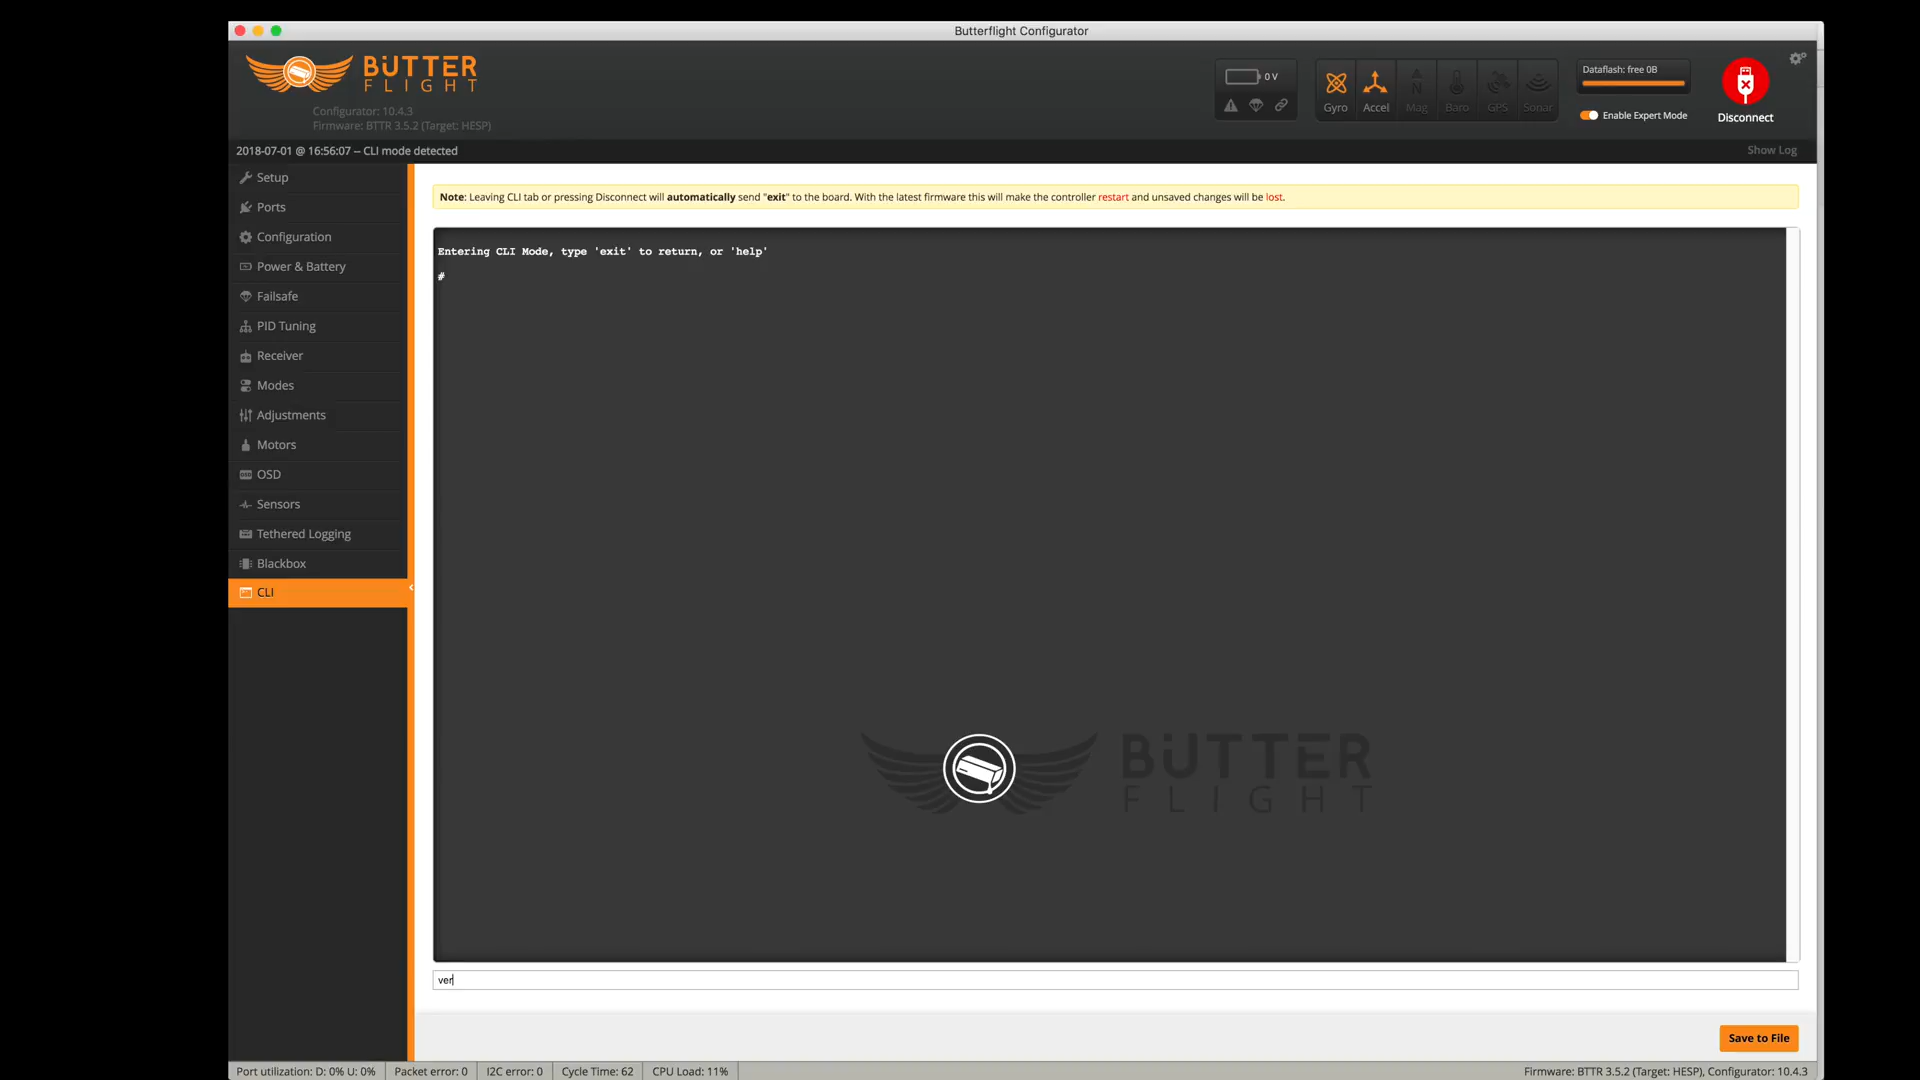 Butterflight Configurator
BUTTER
FLIGHT
Configurator: 10.4.3
Firmware: BTTR 3.5.2 (Target: HESP)
0 V
Gyro
Accel
Mag
Baro
GPS
Sonar
Dataflash: free 0B
Enable Expert Mode
Disconnect
2018-07-01 @ 16:56:07 -- CLI mode detected
Show Log
Setup
Ports
Configuration
Power & Battery
Failsafe
PID Tuning
Receiver
Modes
Adjustments
Motors
OSD
Sensors
Tethered Logging
Blackbox
CLI
Note: Leaving CLI tab or pressing Disconnect will automatically send "exit" to the board. With the latest firmware this will make the controller restart and unsaved changes will be lost.
Entering CLI Mode, type 'exit' to return, or 'help'
#
BUTTER
FLIGHT
ver
Save to File
Port utilization: D: 0% U: 0%
Packet error: 0
I2C error: 0
Cycle Time: 62
CPU Load: 11%
Firmware: BTTR 3.5.2 (Target: HESP), Configurator: 10.4.3